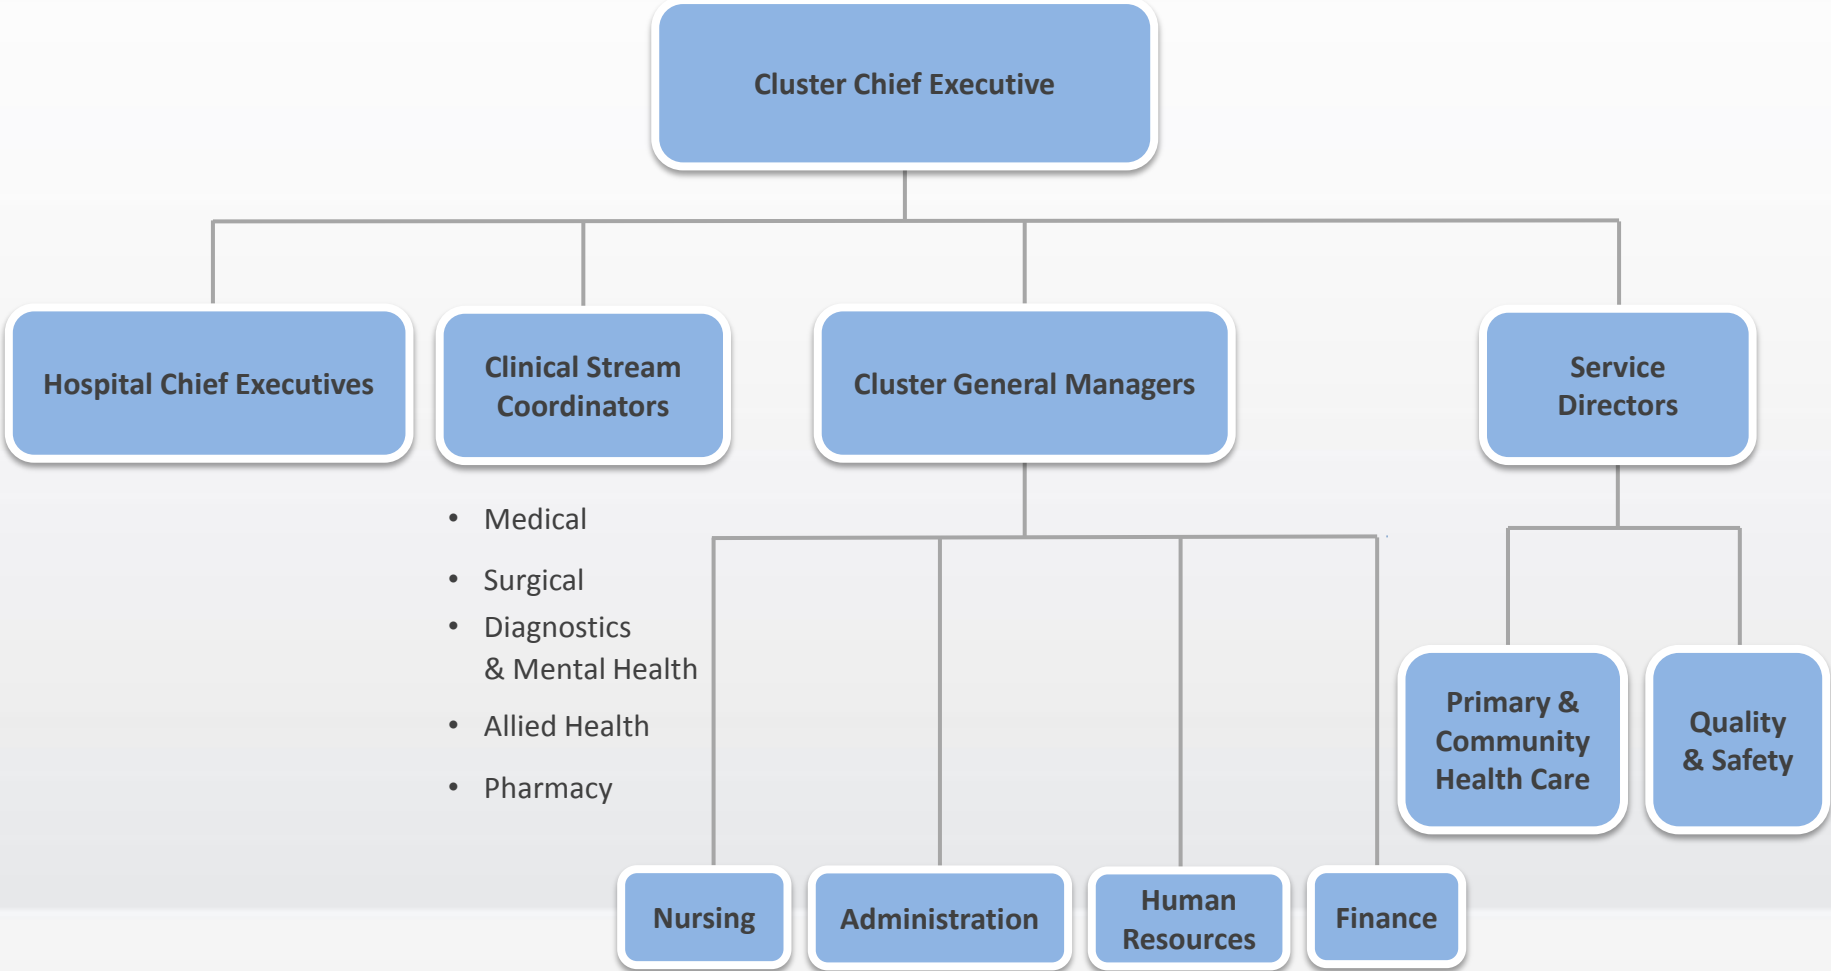 Cluster Chief Executive
Hospital Chief Executives
Clinical Stream
Coordinators
Cluster General Managers
Service
Directors
• Medical
• Surgical
• Diagnostics
& Mental Health
• Allied Health
• Pharmacy
Primary &
Community
Health Care
Quality
& Safety
Nursing
Administration
Human
Resources
Finance